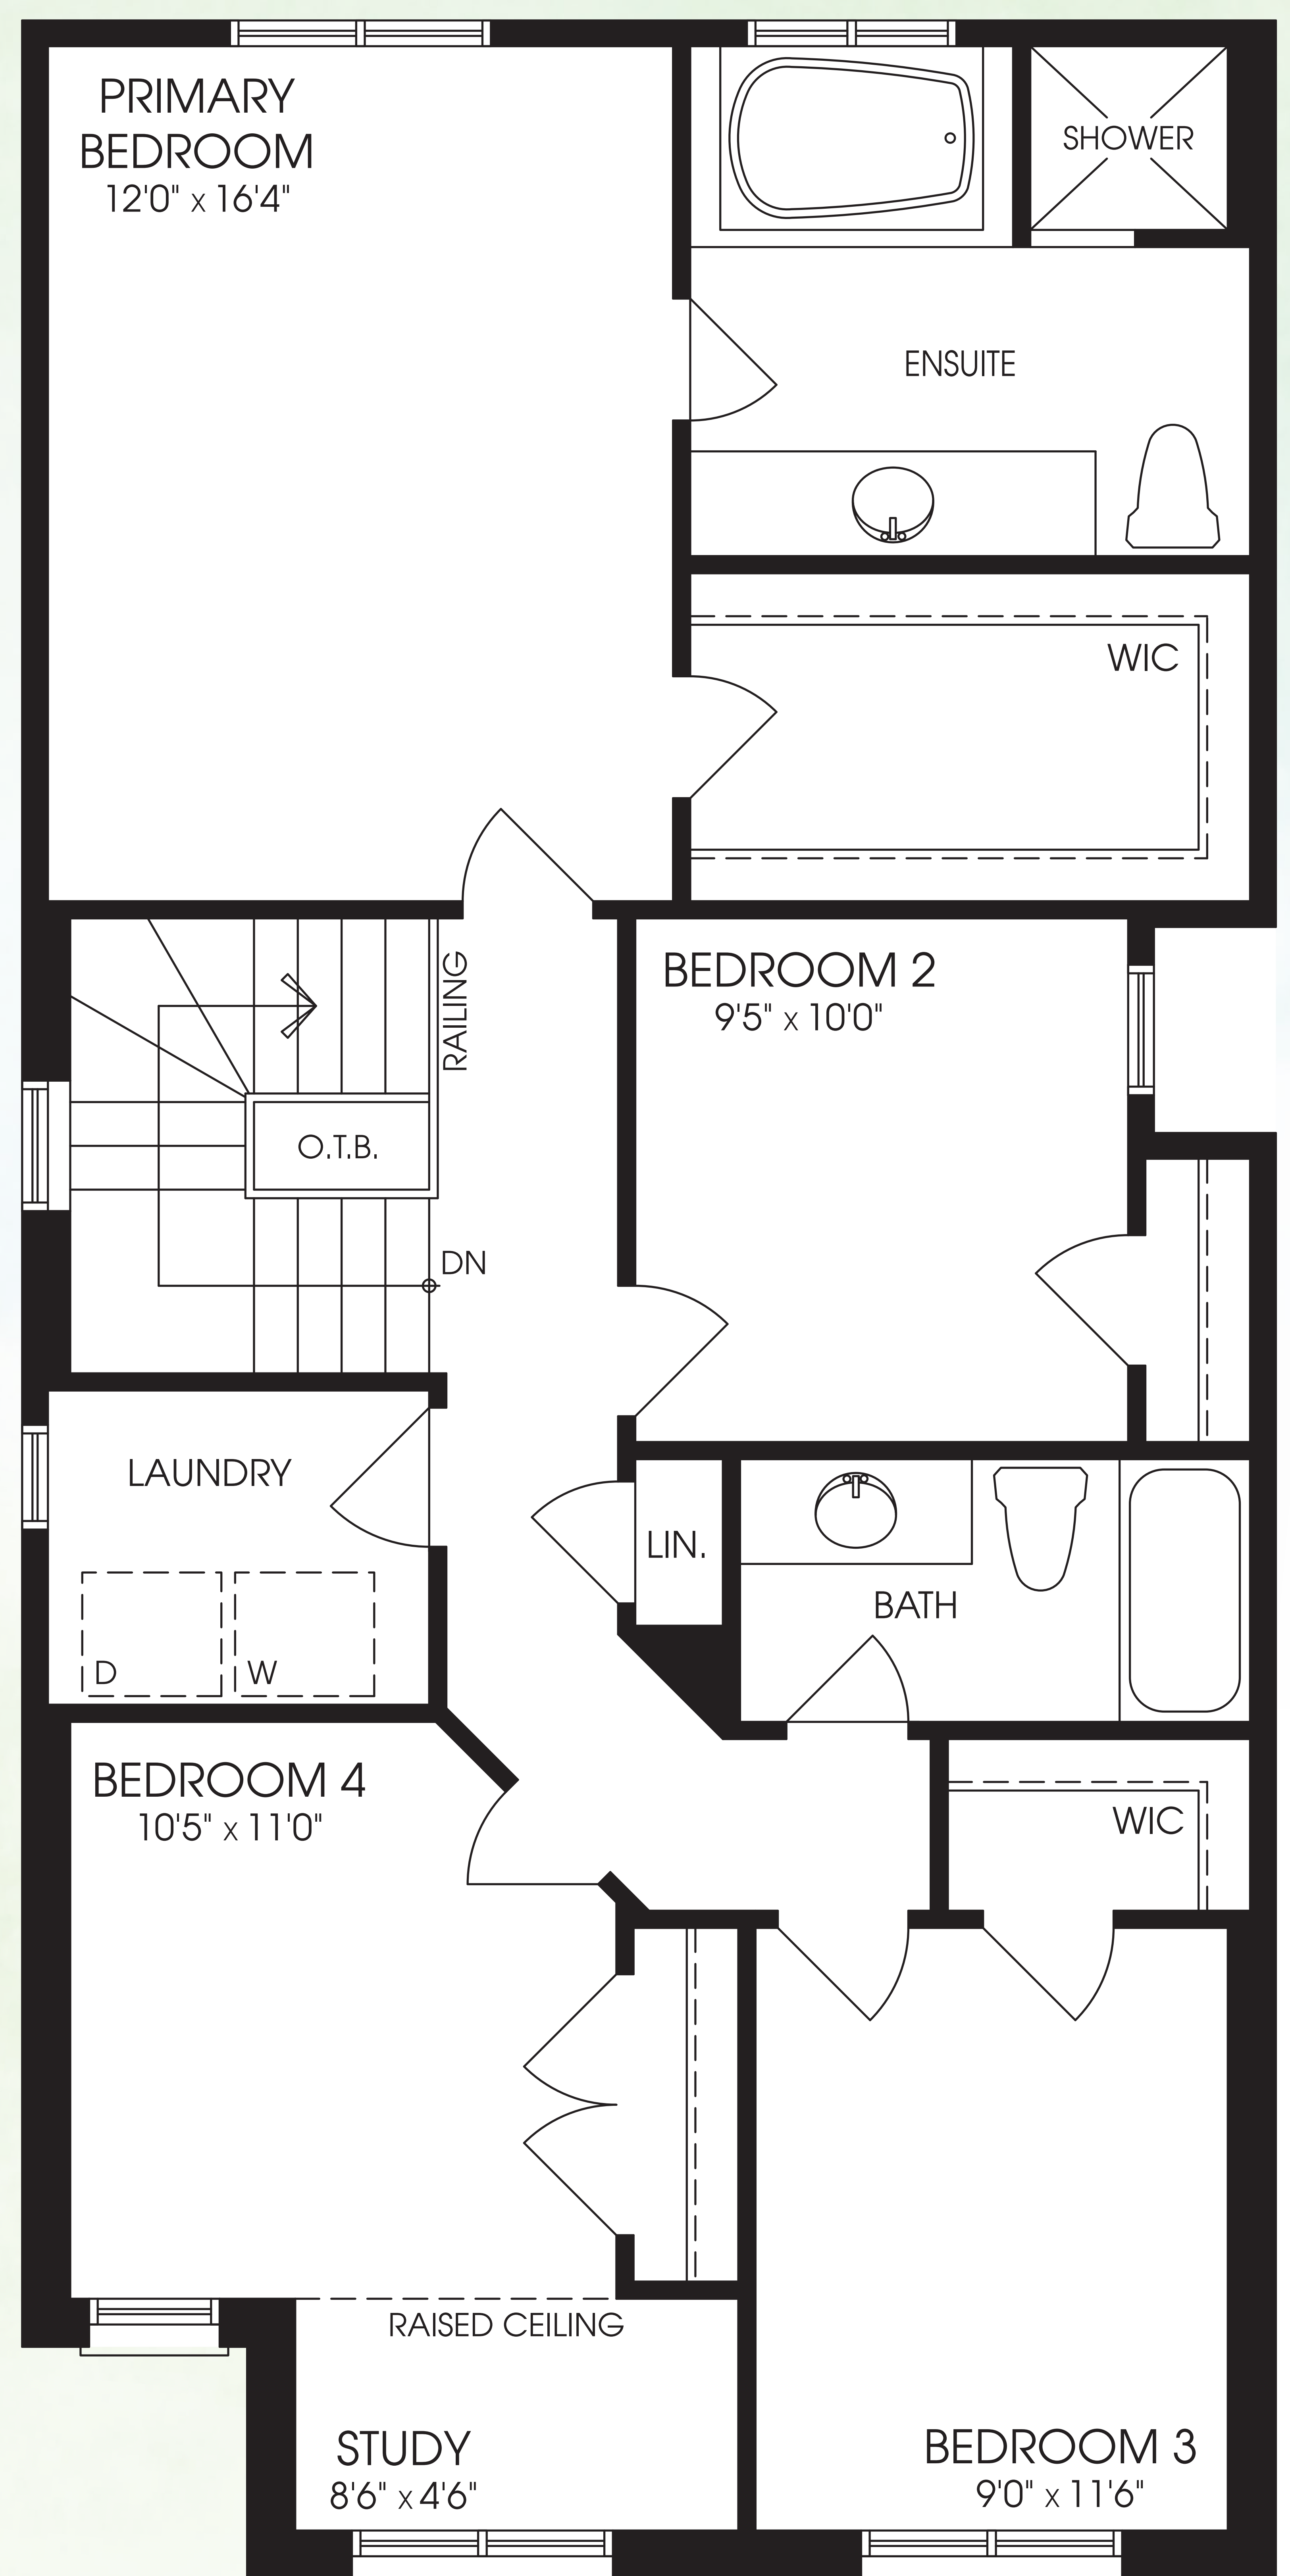 PRIMARY
BEDROOM
12'0" x 16'4"
SHOWER
ENSUITE
WIC
RAILING
BEDROOM 2
9'5" x 10'0"
O.T.B.
DN
LAUNDRY
LIN.
BATH
D
W
BEDROOM 4
10'5" x 11'0"
WIC
RAISED CEILING
STUDY
8'6" x 4'6"
BEDROOM 3
9'0" x 11'6"